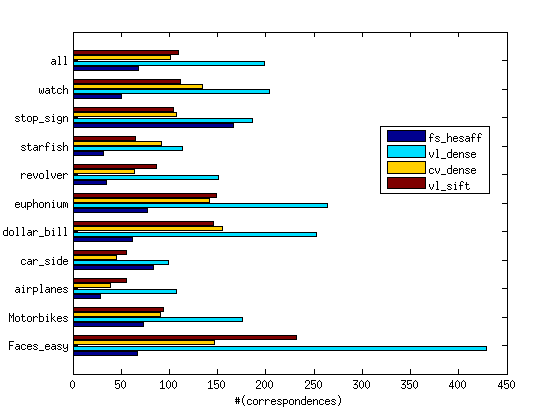 all
watch
stop_sign
starfish
revolver
euphonium
dollar_bill
car_side
airplanes
Motorbikes
Faces_easy
fs_hesaff
vl_dense
cv_dense
vl_sift
0 50 100 150 200 250 300 350 400 450
#(correspondences)